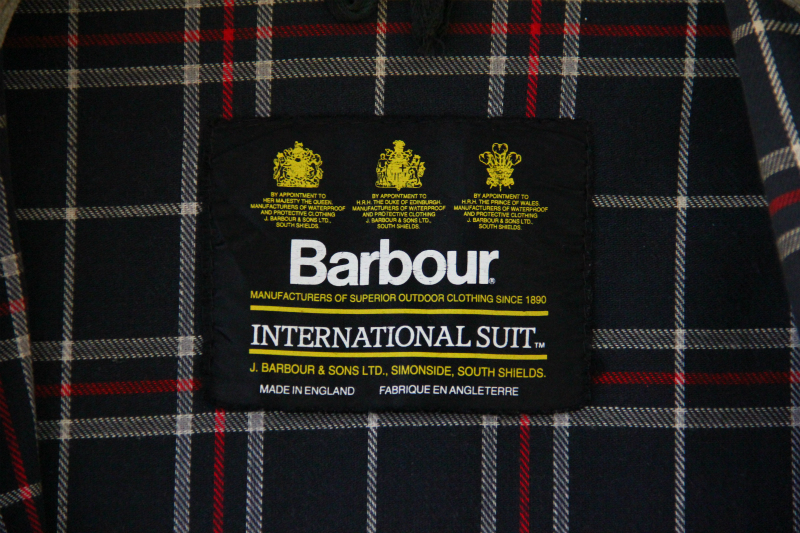 BY APPOINTMENT TO
HER MAJESTY THE QUEEN,
MANUFACTURERS OF WATERPROOF
AND PROTECTIVE CLOTHING
J. BARBOUR & SONS LTD.,
SOUTH SHIELDS.
BY APPOINTMENT TO
H.R.H. THE DUKE OF EDINBURGH,
MANUFACTURERS OF WATERPROOF
AND PROTECTIVE CLOTHING
J. BARBOUR & SONS LTD.,
SOUTH SHIELDS.
BY APPOINTMENT TO
H.R.H. THE PRINCE OF WALES,
MANUFACTURERS OF WATERPROOF
AND PROTECTIVE CLOTHING
J. BARBOUR & SONS LTD.,
SOUTH SHIELDS.
Barbour®
MANUFACTURERS OF SUPERIOR OUTDOOR CLOTHING SINCE 1890
INTERNATIONAL SUIT™
J. BARBOUR & SONS LTD., SIMONSIDE, SOUTH SHIELDS.
MADE IN ENGLAND FABRIQUE EN ANGLETERRE